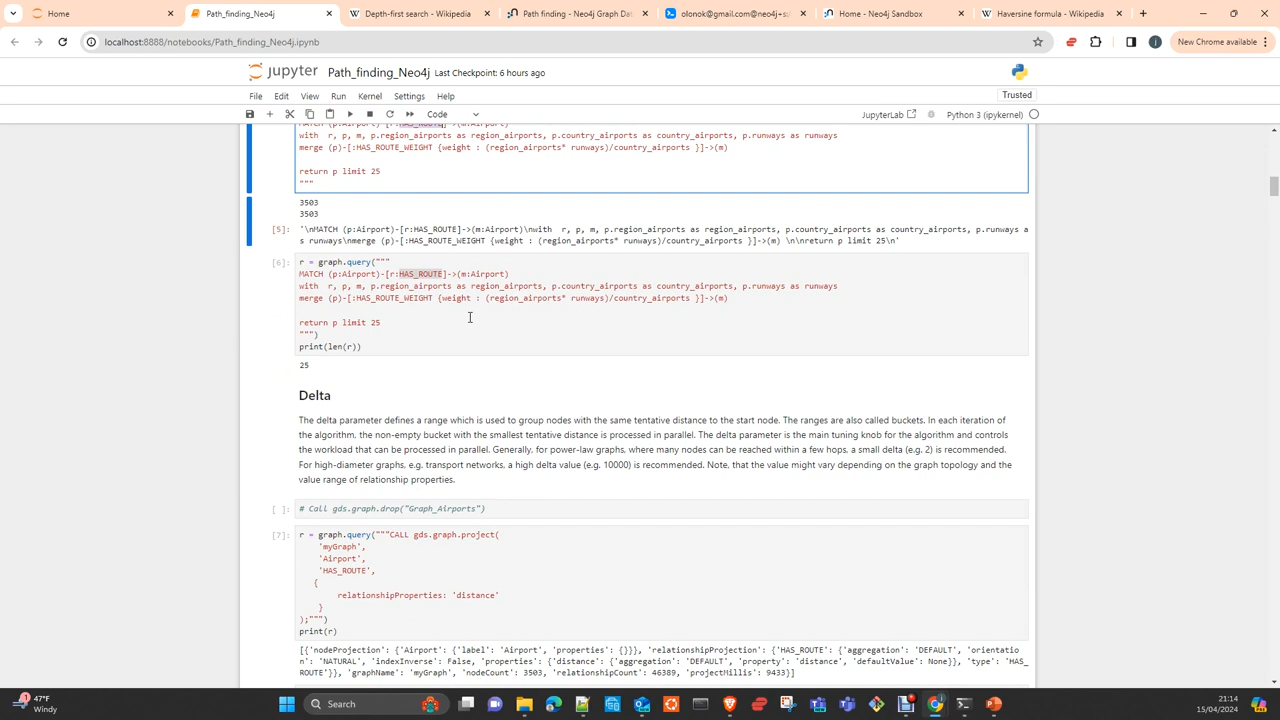 Home
Path_finding_Neo4j
Depth-first search - Wikipedia
Path finding - Neo4j Graph Dat
olonok@gmail.com@neo4j+s
Home - Neo4j Sandbox
Haversine formula - Wikipedia
localhost:8888/notebooks/Path_finding_Neo4j.ipynb
New Chrome available
jupyter Path_finding_Neo4j Last Checkpoint: 6 hours ago
File Edit View Run Kernel Settings Help
Trusted
Code
JupyterLab
Python 3 (ipykernel)
MATCH (p:Airport)-[r:HAS_ROUTE]->(m:Airport)
with  r, p, m, p.region_airports as region_airports, p.country_airports as country_airports, p.runways as runways
merge (p)-[:HAS_ROUTE_WEIGHT {weight : (region_airports* runways)/country_airports }]->(m)
return p limit 25
"""
3503
3503
[5]: '\nMATCH (p:Airport)-[r:HAS_ROUTE]->(m:Airport)\nwith  r, p, m, p.region_airports as region_airports, p.country_airports as country_airports, p.runways a
s runways\nmerge (p)-[:HAS_ROUTE_WEIGHT {weight : (region_airports* runways)/country_airports }]->(m) \n\nreturn p limit 25\n'
[6]: r = graph.query("""
MATCH (p:Airport)-[r:HAS_ROUTE]->(m:Airport)
with  r, p, m, p.region_airports as region_airports, p.country_airports as country_airports, p.runways as runways
merge (p)-[:HAS_ROUTE_WEIGHT {weight : (region_airports* runways)/country_airports }]->(m)
return p limit 25
""")
print(len(r))
25
Delta
The delta parameter defines a range which is used to group nodes with the same tentative distance to the start node. The ranges are also called buckets. In each iteration of
the algorithm, the non-empty bucket with the smallest tentative distance is processed in parallel. The delta parameter is the main tuning knob for the algorithm and controls
the workload that can be processed in parallel. Generally, for power-law graphs, where many nodes can be reached within a few hops, a small delta (e.g. 2) is recommended.
For high-diameter graphs, e.g. transport networks, a high delta value (e.g. 10000) is recommended. Note, that the value might vary depending on the graph topology and the
value range of relationship properties.
[ ]: # Call gds.graph.drop("Graph_Airports")
[7]: r = graph.query("""CALL gds.graph.project(
'myGraph',
'Airport',
'HAS_ROUTE',
{
relationshipProperties: 'distance'
}
);""")
print(r)
[{'nodeProjection': {'Airport': {'label': 'Airport', 'properties': {}}}, 'relationshipProjection': {'HAS_ROUTE': {'aggregation': 'DEFAULT', 'orientatio
n': 'NATURAL', 'indexInverse': False, 'properties': {'distance': {'aggregation': 'DEFAULT', 'property': 'distance', 'defaultValue': None}}, 'type': 'HAS_
ROUTE'}}, 'graphName': 'myGraph', 'nodeCount': 3503, 'relationshipCount': 46389, 'projectMillis': 9433}]
47°F
Windy
Search
21:14
15/04/2024